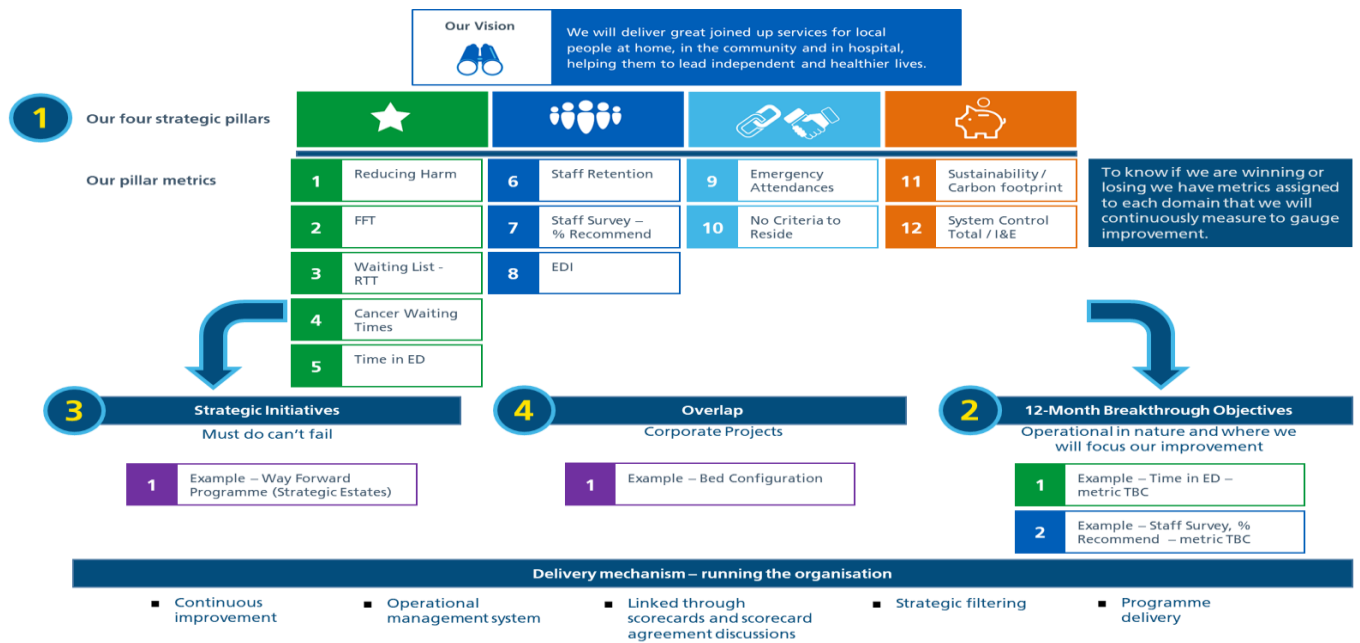 Our Vision
We will deliver great joined up services for local
people at home, in the community and in hospital,
helping them to lead independent and healthier lives.
1
Our four strategic pillars
Our pillar metrics
1
Reducing Harm
2
FFT
3
Waiting List -
RTT
4
Cancer Waiting
Times
5
Time in ED
6
Staff Retention
7
Staff Survey –
% Recommend
8
EDI
9
Emergency
Attendances
10
No Criteria to
Reside
11
Sustainability /
Carbon footprint
12
System Control
Total / I&E
To know if we are winning or
losing we have metrics assigned
to each domain that we will
continuously measure to gauge
improvement.
3
Strategic Initiatives
Must do can't fail
1
Example – Way Forward
Programme (Strategic Estates)
4
Overlap
Corporate Projects
1
Example – Bed Configuration
2
12-Month Breakthrough Objectives
Operational in nature and where we
will focus our improvement
1
Example – Time in ED –
metric TBC
2
Example – Staff Survey, %
Recommend – metric TBC
Delivery mechanism – running the organisation
▪ Continuous
improvement
▪ Operational
management system
▪ Linked through
scorecards and scorecard
agreement discussions
▪ Strategic filtering
▪ Programme
delivery